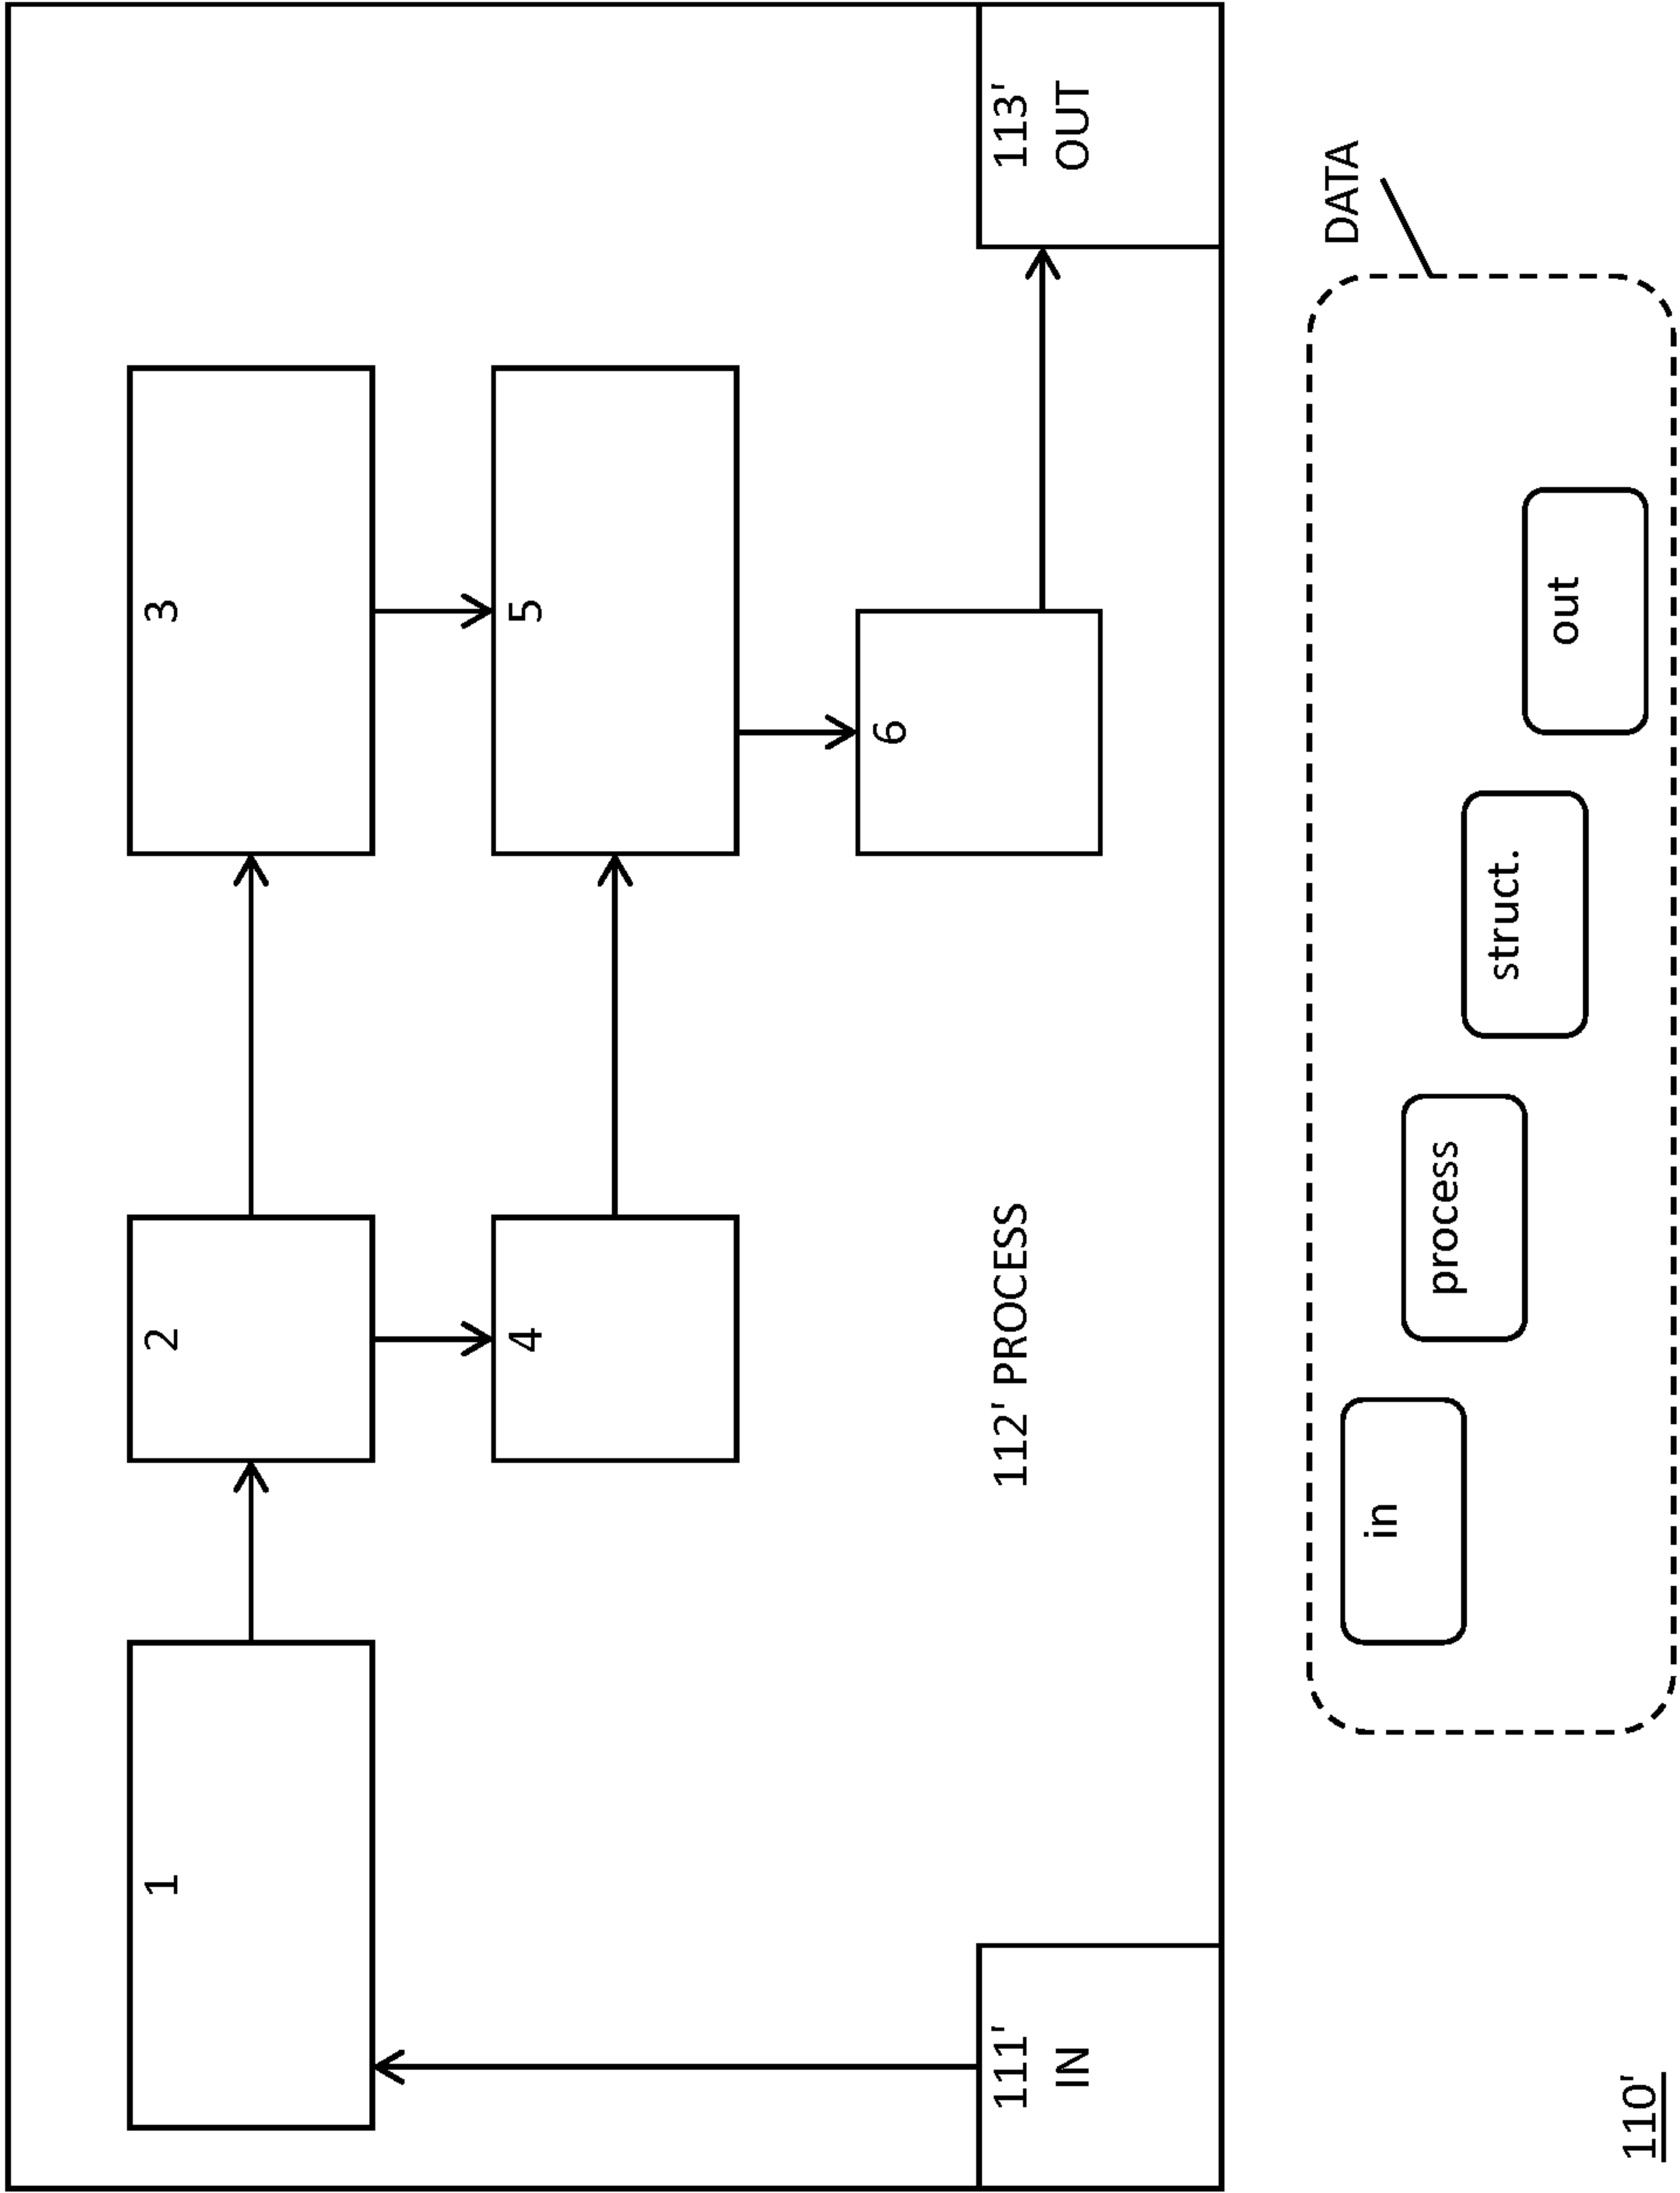 1
2
3
4
5
6
111'
IN
112' PROCESS
113'
OUT
DATA
in
process
struct.
out
110'